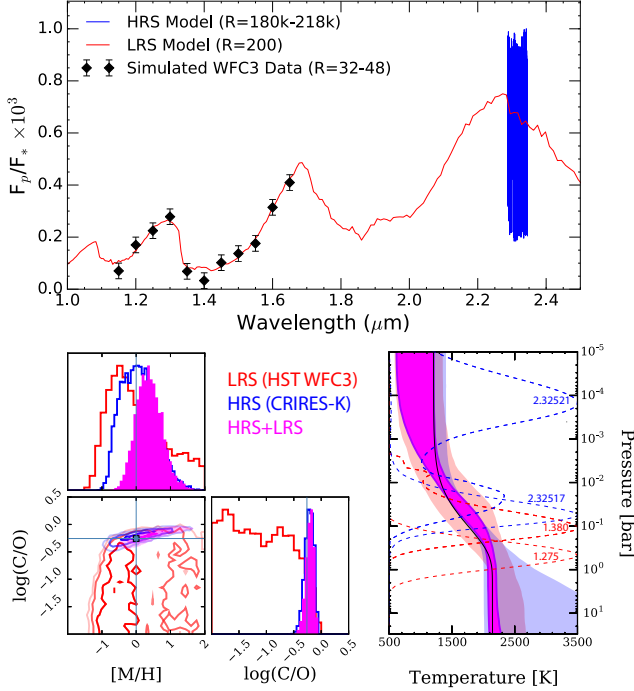 HRS Model (R=180k-218k)
LRS Model (R=200)
Simulated WFC3 Data (R=32-48)
F_p/F_* ×10^3
1.0
0.8
0.6
0.4
0.2
0.0
1.0 1.2 1.4 1.6 1.8 2.0 2.2 2.4
Wavelength (μm)
LRS (HST WFC3)
HRS (CRIRES-K)
HRS+LRS
0.5
0.0
−0.5
−1.0
−1.5
log(C/O)
−1 0 1 2
[M/H]
−1.5 −1.0 −0.5 0.0 0.5
log(C/O)
2.32521
2.32517
1.380
1.275
10^-5
10^-4
10^-3
10^-2
10^-1
10^0
10^1
Pressure [bar]
500 1500 2500 3500
Temperature [K]